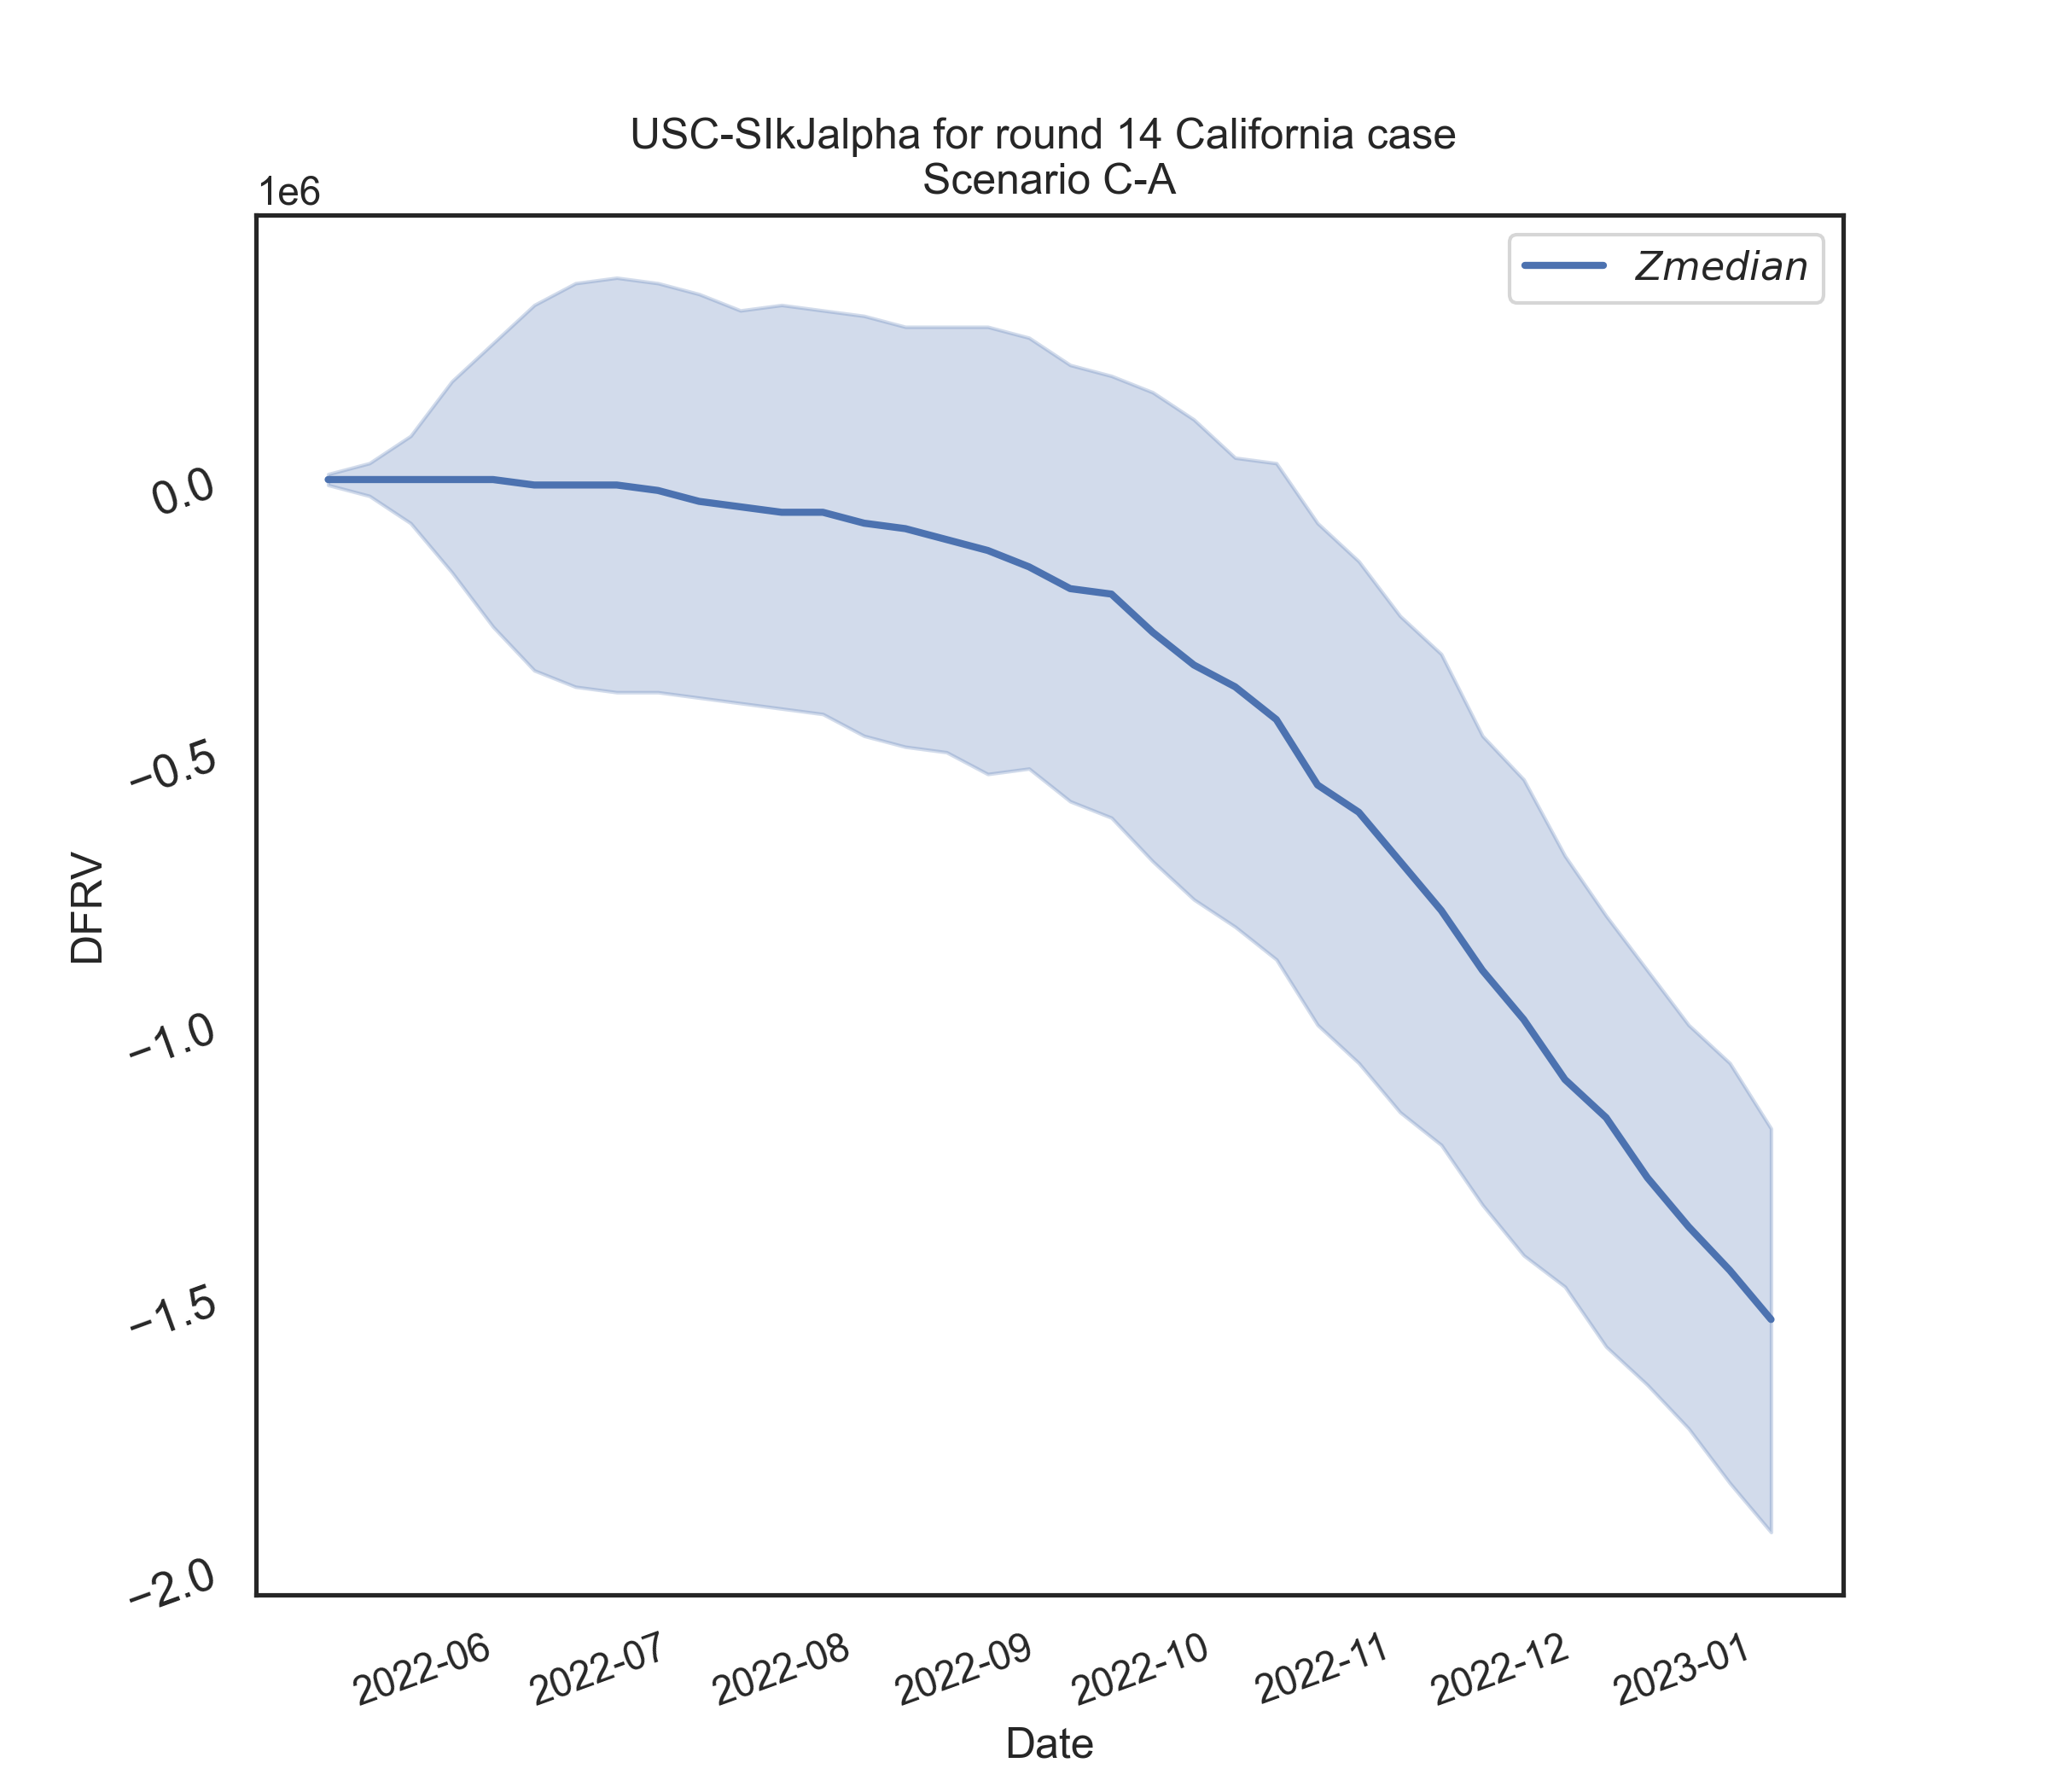 USC-SIkJalpha for round 14 California case
Scenario C-A
1e6
Zmedian
0.0
−0.5
−1.0
−1.5
−2.0
DFRV
2022-06
2022-07
2022-08
2022-09
2022-10
2022-11
2022-12
2023-01
Date